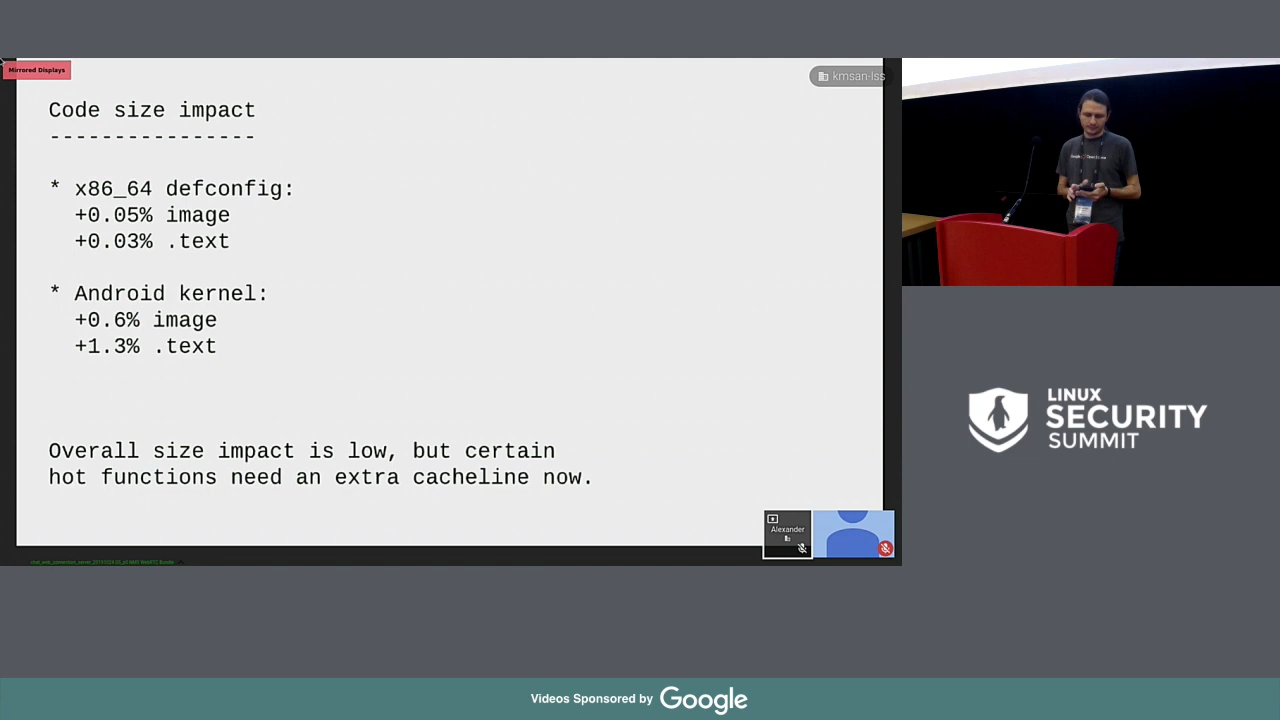 Mirrored Displays
kmsan-lss
Code size impact
----------------
* x86_64 defconfig:
+0.05% image
+0.03% .text
* Android kernel:
+0.6% image
+1.3% .text
Overall size impact is low, but certain
hot functions need an extra cacheline now.
Alexander
LINUX
SECURITY
SUMMIT
Videos Sponsored by Google